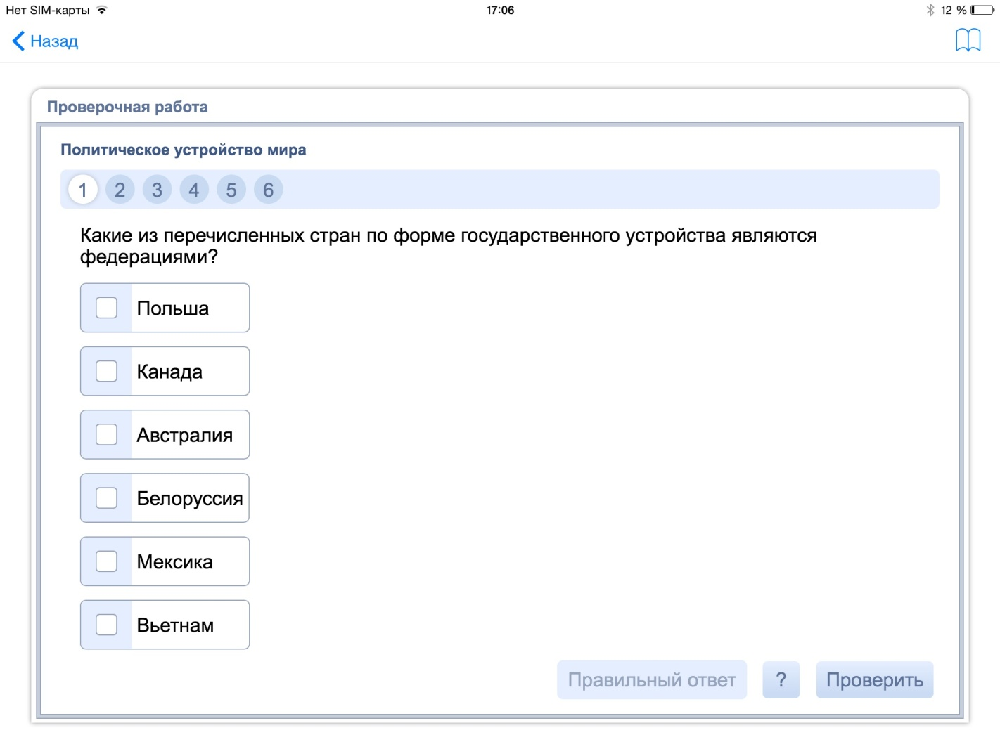 Нет SIM-карты 17:06 12 %
Назад
Проверочная работа
Политическое устройство мира
1 2 3 4 5 6
Какие из перечисленных стран по форме государственного устройства являются
федерациями?
Польша
Канада
Австралия
Белоруссия
Мексика
Вьетнам
Правильный ответ ? Проверить